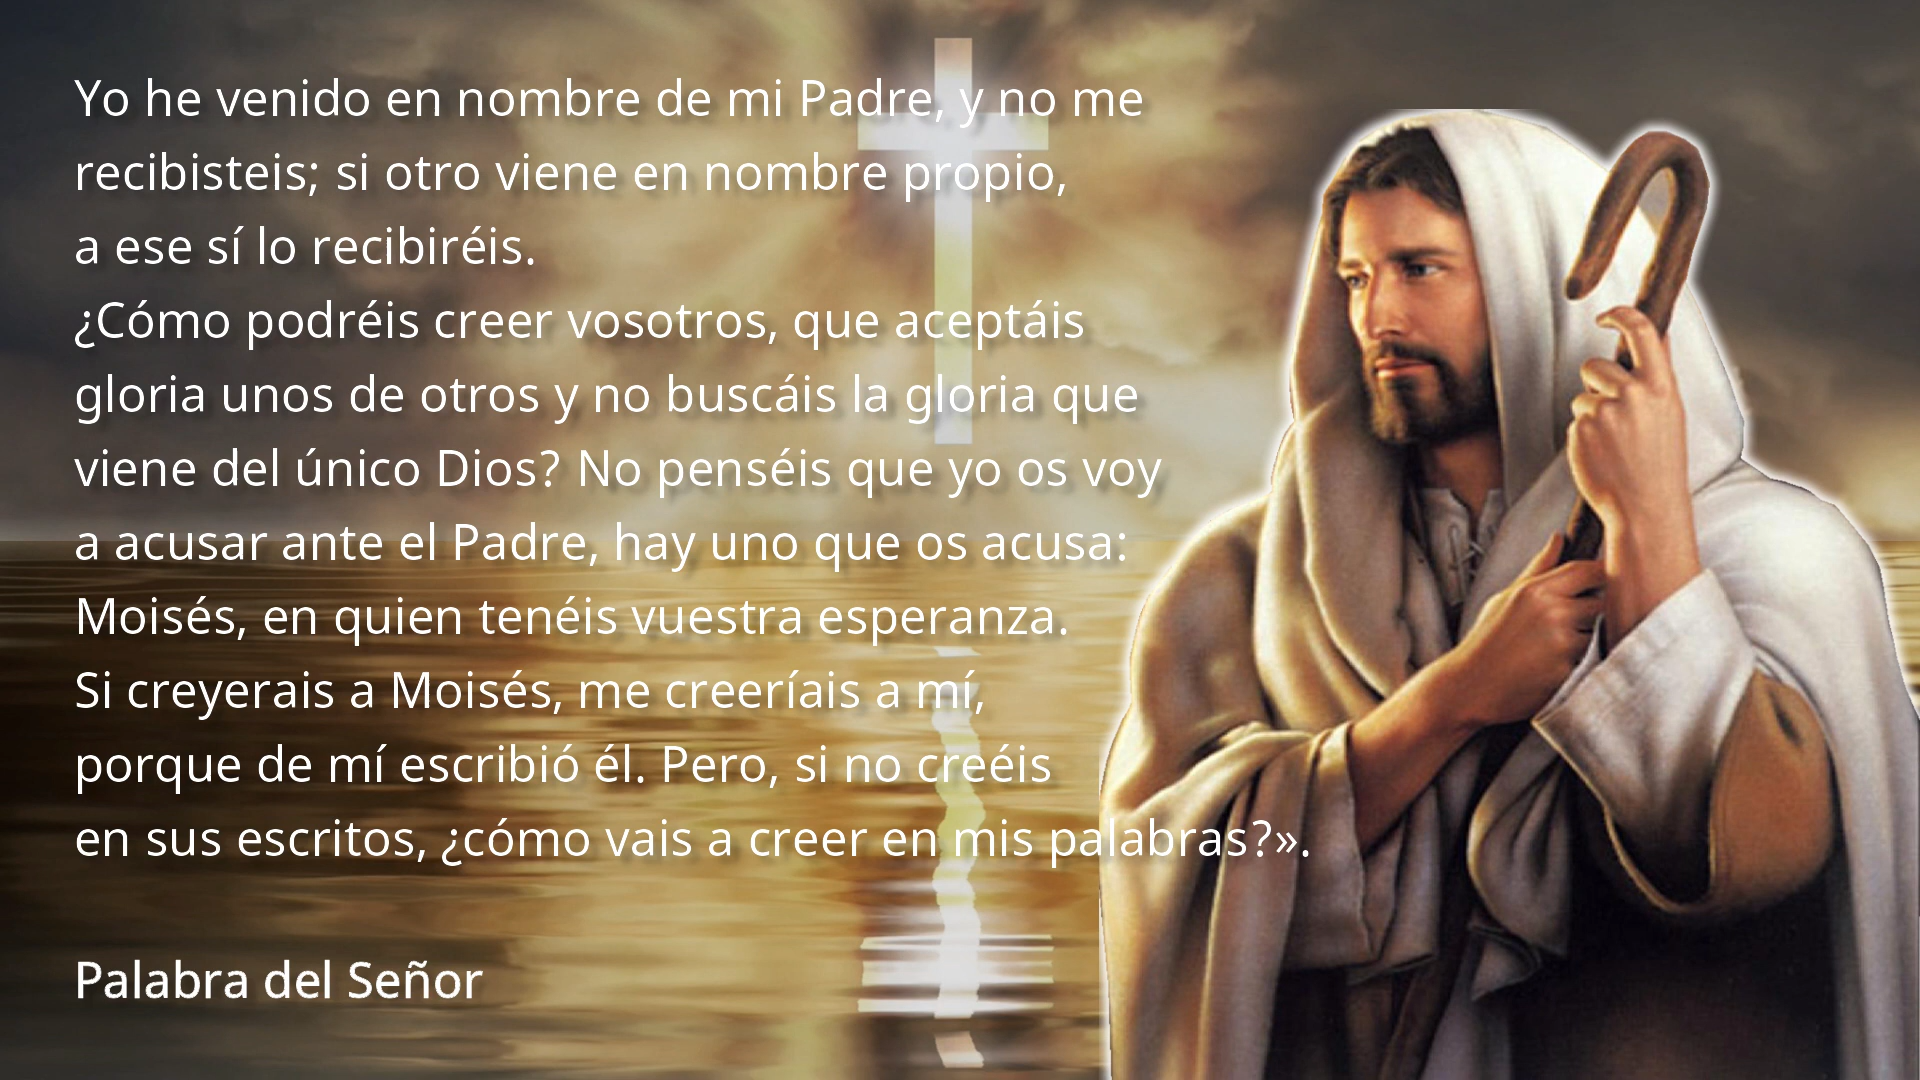 Yo he venido en nombre de mi Padre, y no me
recibisteis; si otro viene en nombre propio,
a ese sí lo recibiréis.
¿Cómo podréis creer vosotros, que aceptáis
gloria unos de otros y no buscáis la gloria que
viene del único Dios? No penséis que yo os voy
a acusar ante el Padre, hay uno que os acusa:
Moisés, en quien tenéis vuestra esperanza.
Si creyerais a Moisés, me creeríais a mí,
porque de mí escribió él. Pero, si no creéis
en sus escritos, ¿cómo vais a creer en mis palabras?».
Palabra del Señor